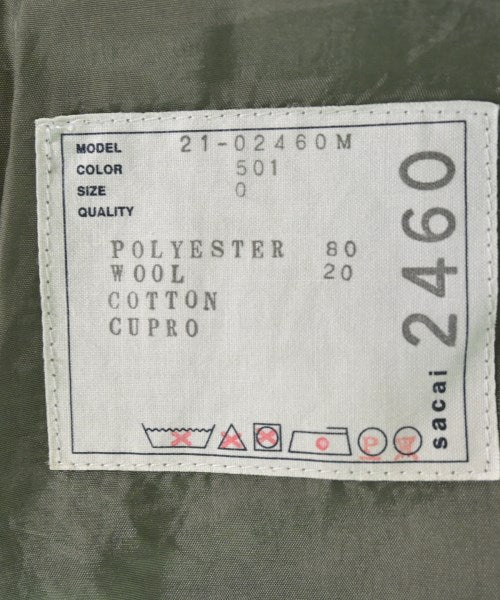 MODEL 21-02460M
COLOR 501
SIZE 0
QUALITY
POLYESTER 80
WOOL 20
COTTON
CUPRO
P
sacai 2460